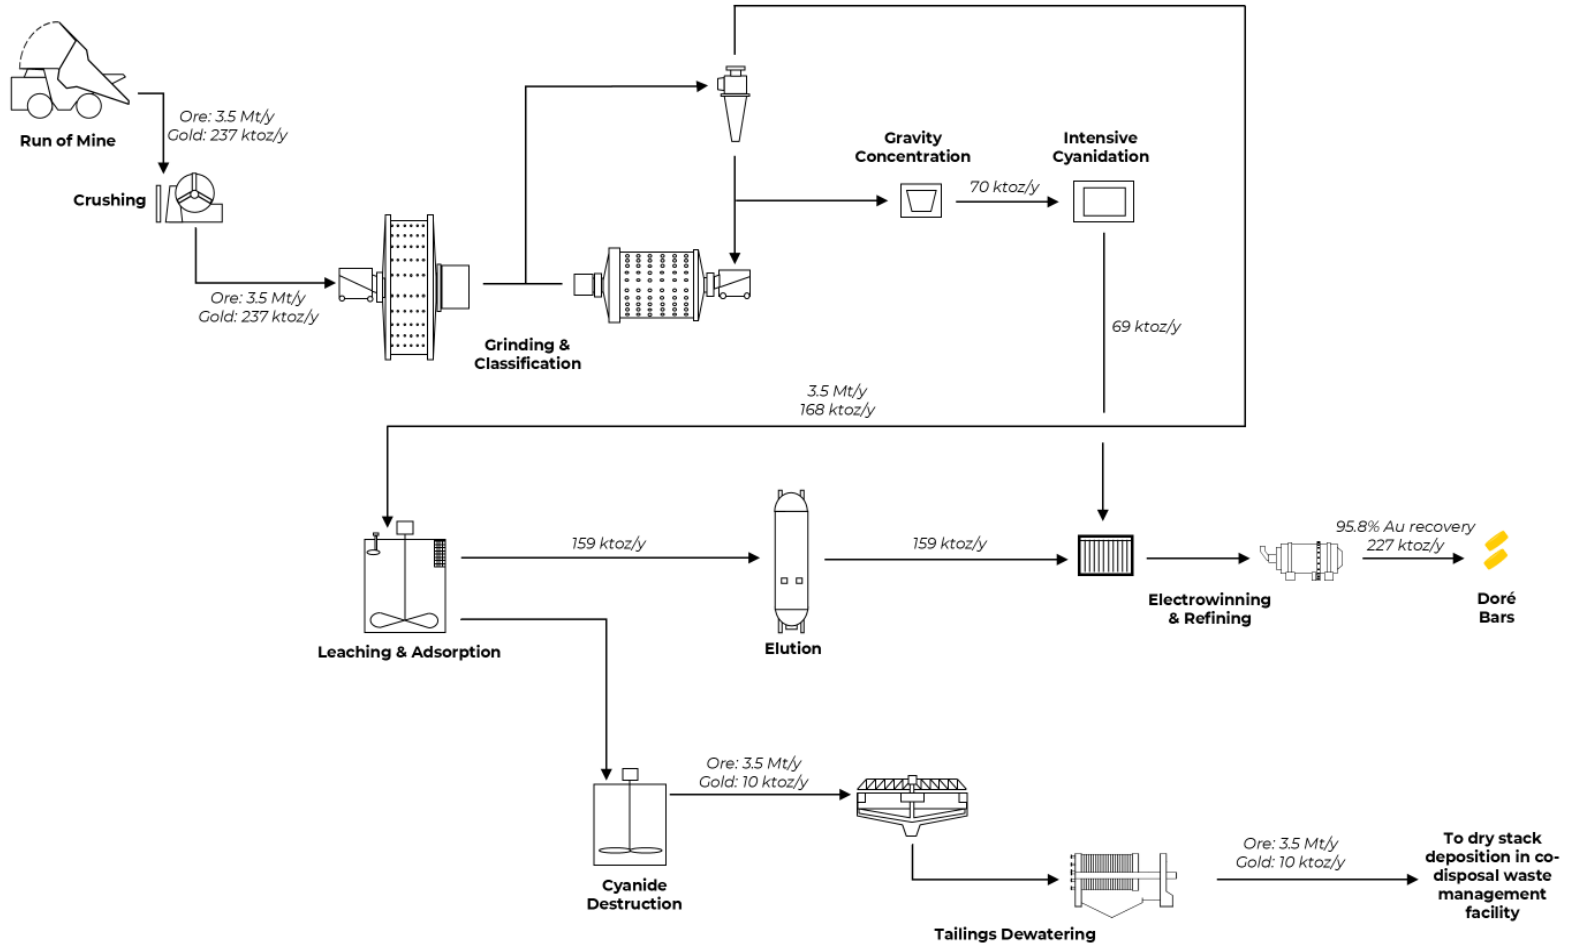 Run of Mine
Ore: 3.5 Mt/y
Gold: 237 ktoz/y
Crushing
Ore: 3.5 Mt/y
Gold: 237 ktoz/y
Grinding &
Classification
Gravity
Concentration
70 ktoz/y
Intensive
Cyanidation
69 ktoz/y
3.5 Mt/y
168 ktoz/y
Leaching & Adsorption
159 ktoz/y
Elution
159 ktoz/y
Electrowinning
& Refining
95.8% Au recovery
227 ktoz/y
Doré
Bars
Cyanide
Destruction
Ore: 3.5 Mt/y
Gold: 10 ktoz/y
Tailings Dewatering
Ore: 3.5 Mt/y
Gold: 10 ktoz/y
To dry stack
deposition in co-
disposal waste
management
facility